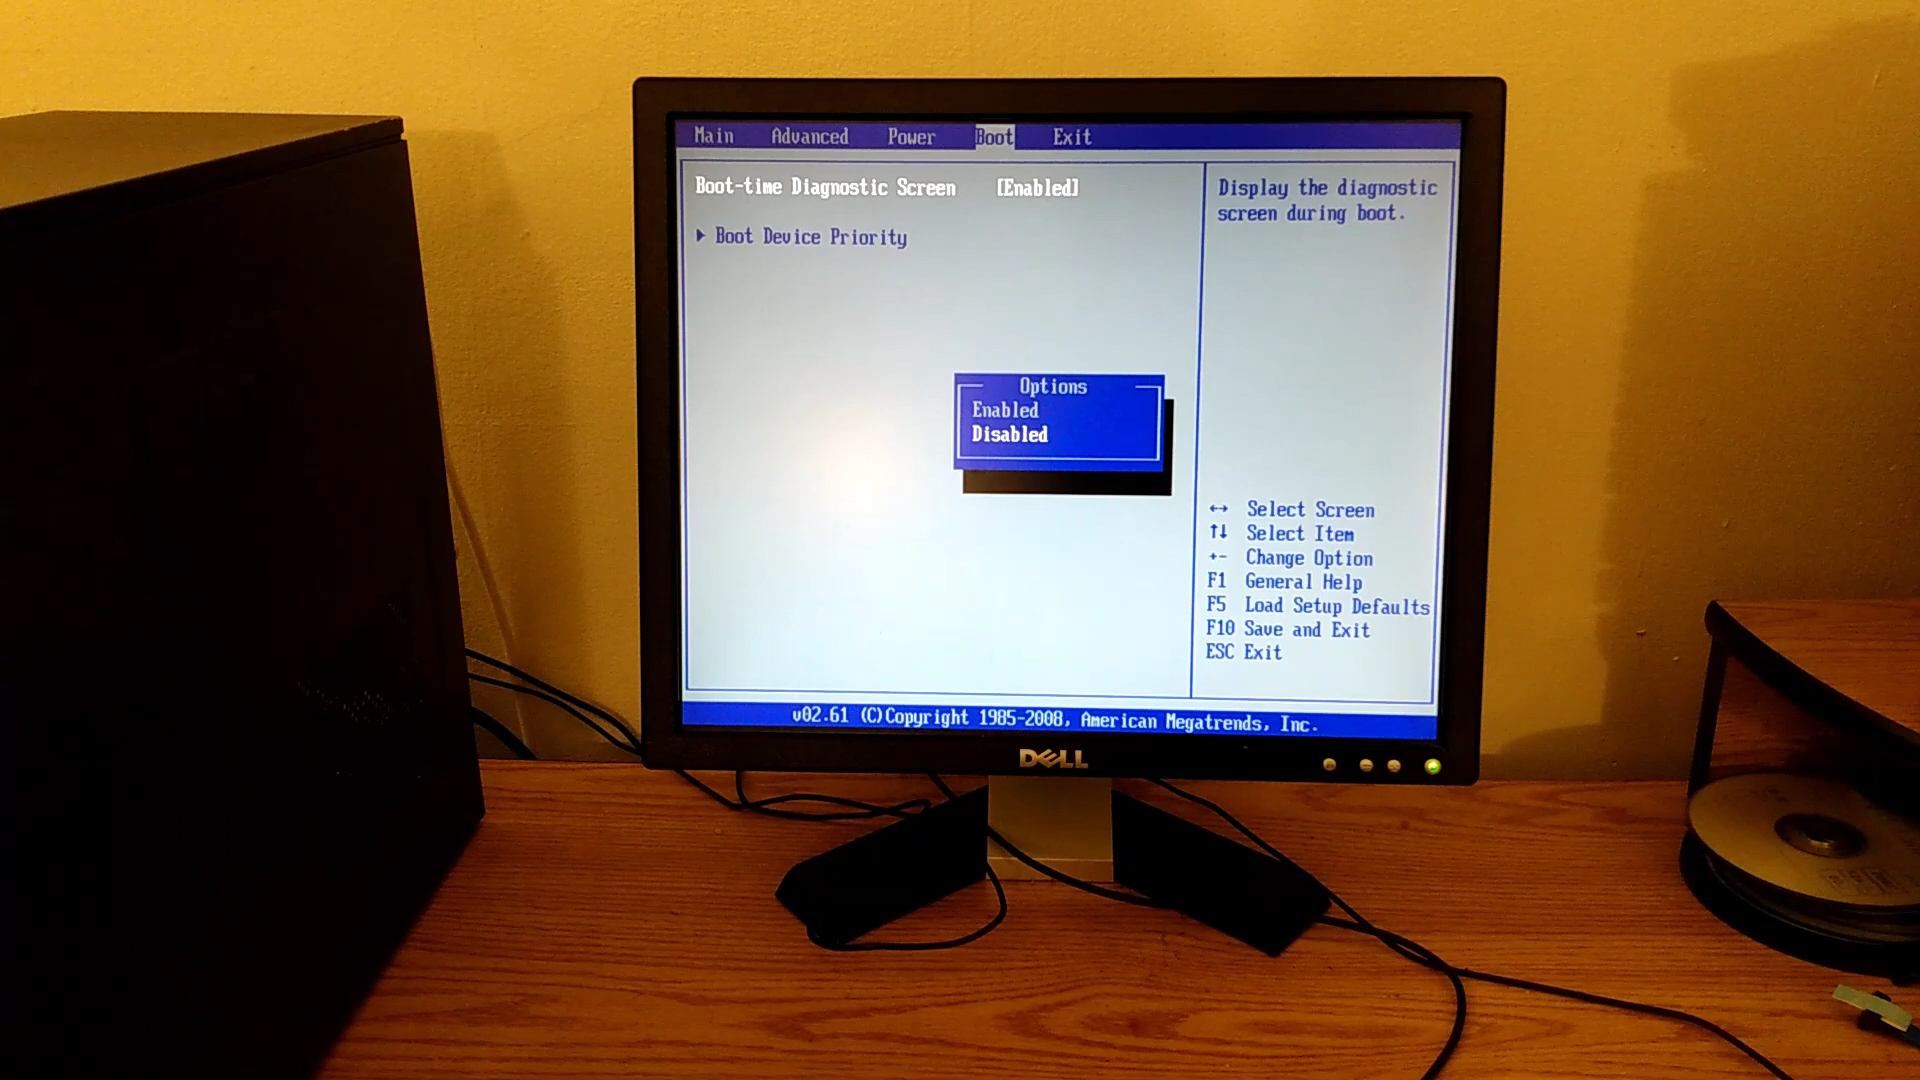 Main Advanced Power Boot Exit
Boot-time Diagnostic Screen [Enabled]
Boot Device Priority
Options
Enabled
Disabled
Display the diagnostic
screen during boot.
↔ Select Screen
↑↓ Select Item
+- Change Option
F1 General Help
F5 Load Setup Defaults
F10 Save and Exit
ESC Exit
v02.61 (C)Copyright 1985-2008, American Megatrends, Inc.
DELL